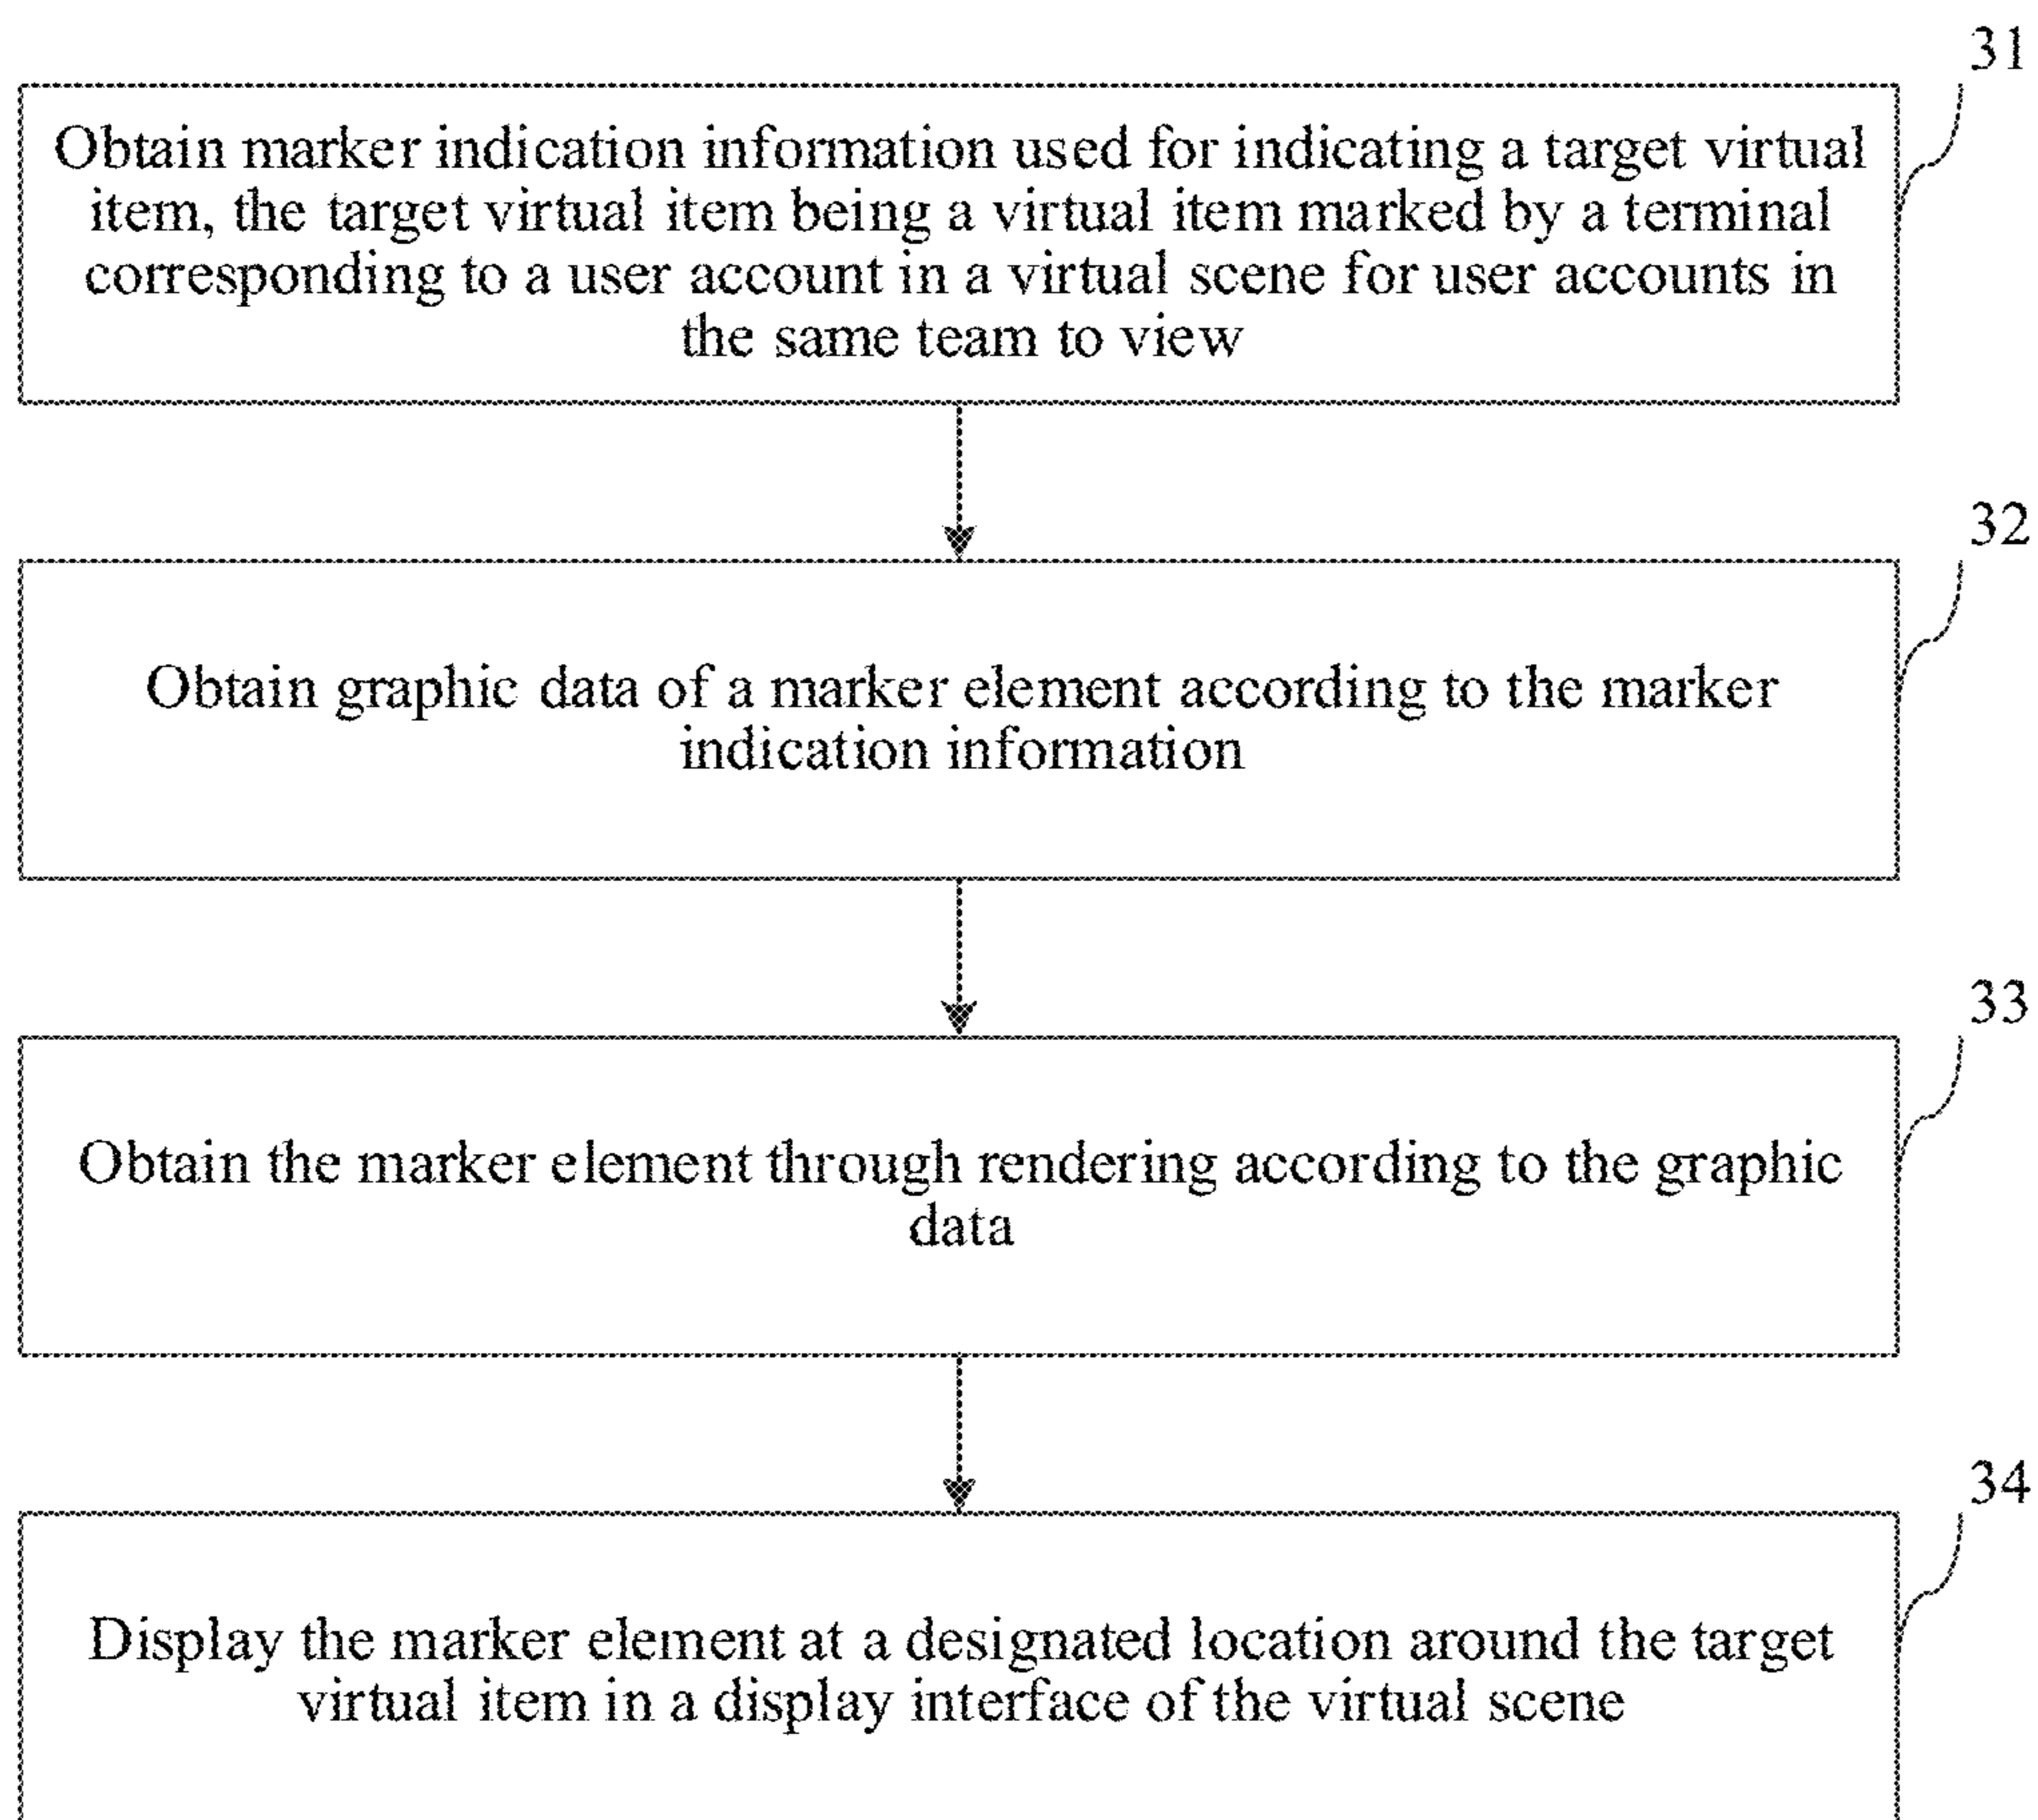 31
Obtain marker indication information used for indicating a target virtual
item, the target virtual item being a virtual item marked by a terminal
corresponding to a user account in a virtual scene for user accounts in
the same team to view
32
Obtain graphic data of a marker element according to the marker
indication information
33
Obtain the marker element through rendering according to the graphic
data
34
Display the marker element at a designated location around the target
virtual item in a display interface of the virtual scene